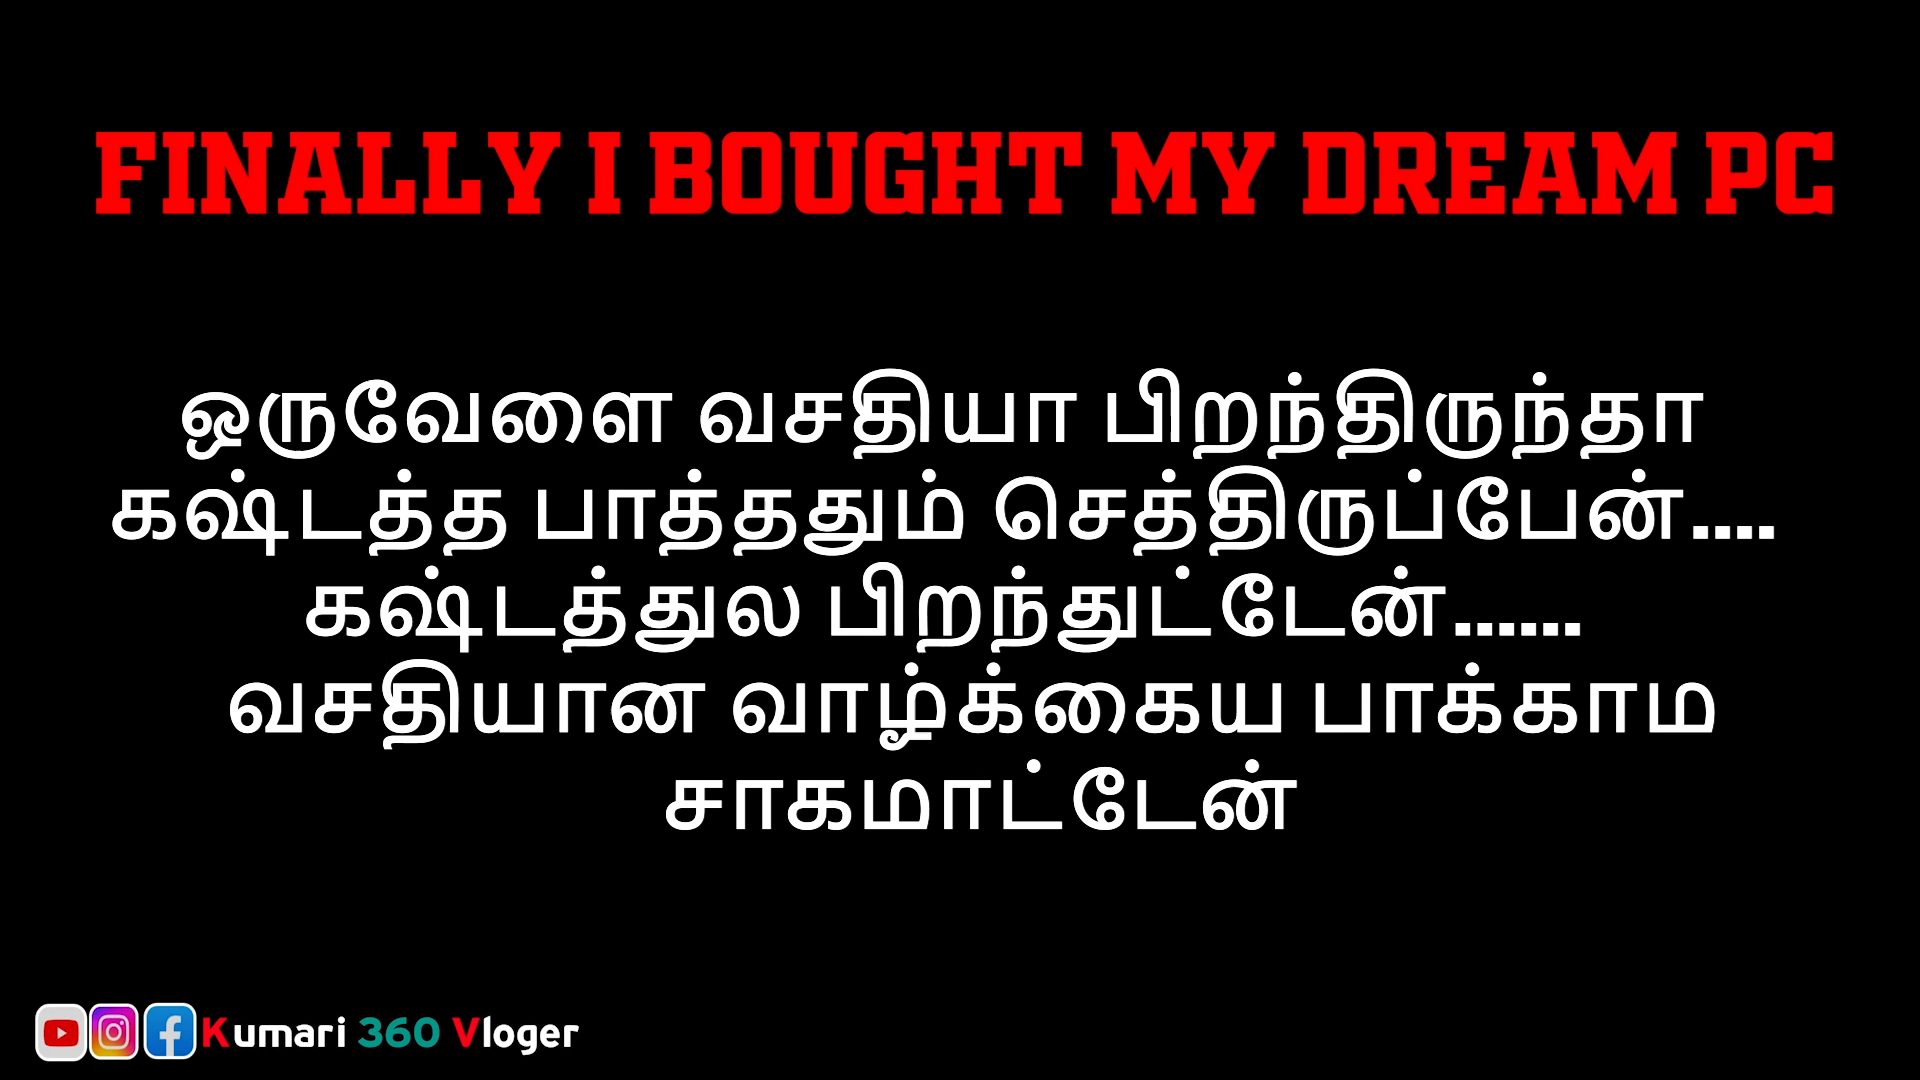 FINALLY I BOUGHT MY DREAM PC
ஒருவேளை வசதியா பிறந்திருந்தா
கஷ்டத்த பாத்ததும் செத்திருப்பேன்....
கஷ்டத்துல பிறந்துட்டேன்......
வசதியான வாழ்க்கைய பாக்காம
சாகமாட்டேன்
Kumari 360 Vloger